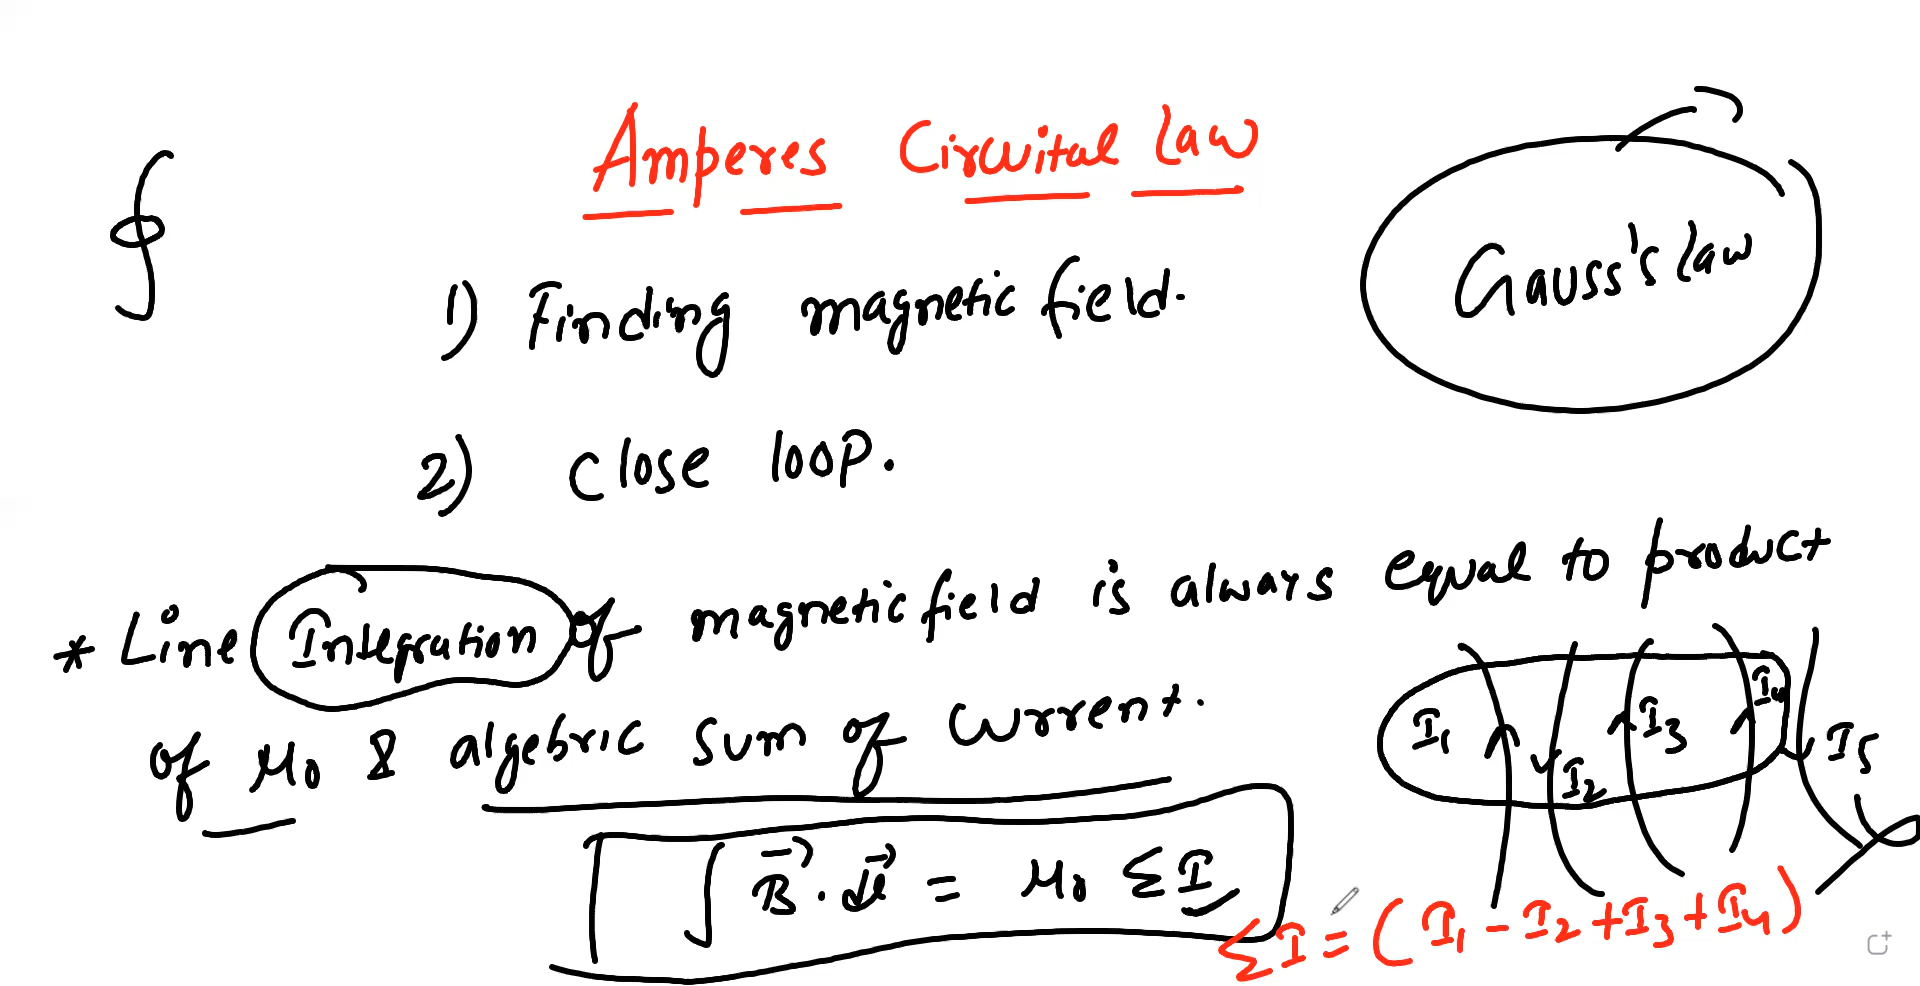 Amperes Circuital Law
∮
Gauss's law
1) Finding magnetic field.
2) Close loop.
* Line Integration of magnetic field is always equal to product
of μ₀ & algebric sum of current.
I₁ I₂ I₃ I₄ I₅
∫ B⃗ . dl⃗ = μ₀ ΣI
ΣI = (I₁ - I₂ + I₃ + I₄)